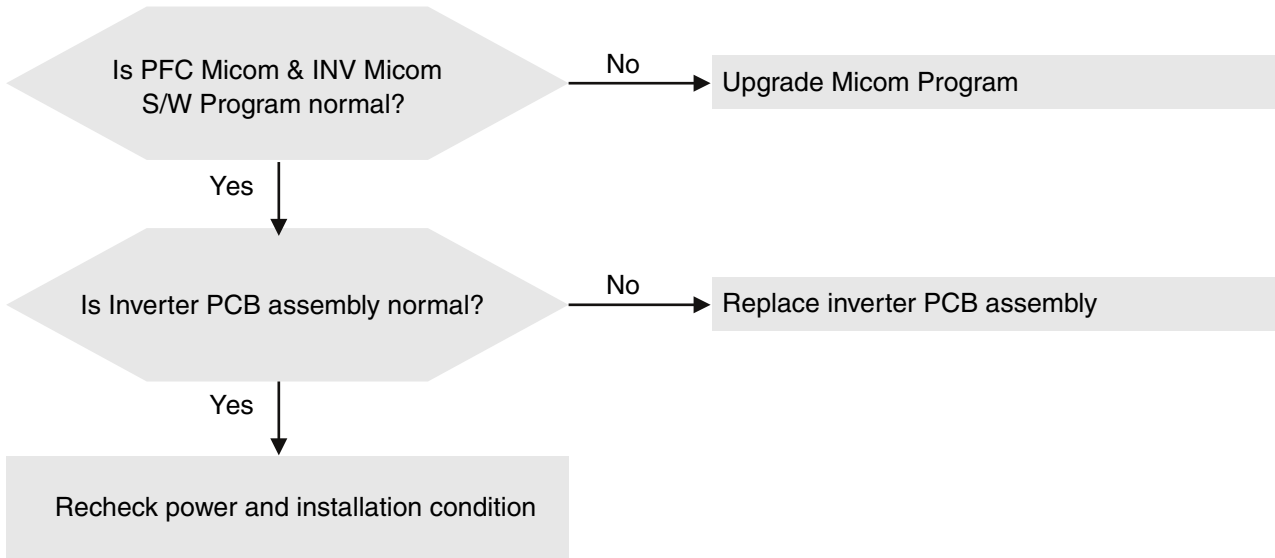 Is PFC Micom & INV Micom
S/W Program normal?
No
Upgrade Micom Program
Yes
Is Inverter PCB assembly normal?
No
Replace inverter PCB assembly
Yes
Recheck power and installation condition